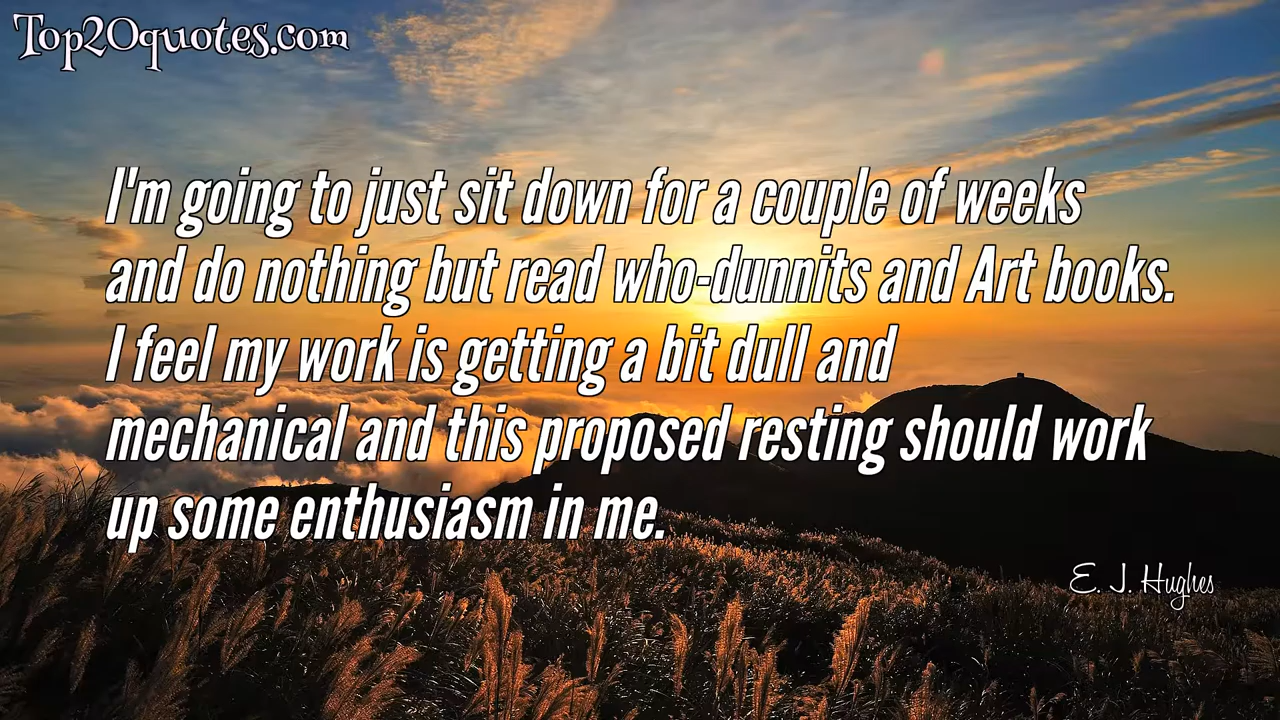 Top20quotes.com
I'm going to just sit down for a couple of weeks
and do nothing but read who-dunnits and Art books.
I feel my work is getting a bit dull and
mechanical and this proposed resting should work
up some enthusiasm in me.
E. J. Hughes